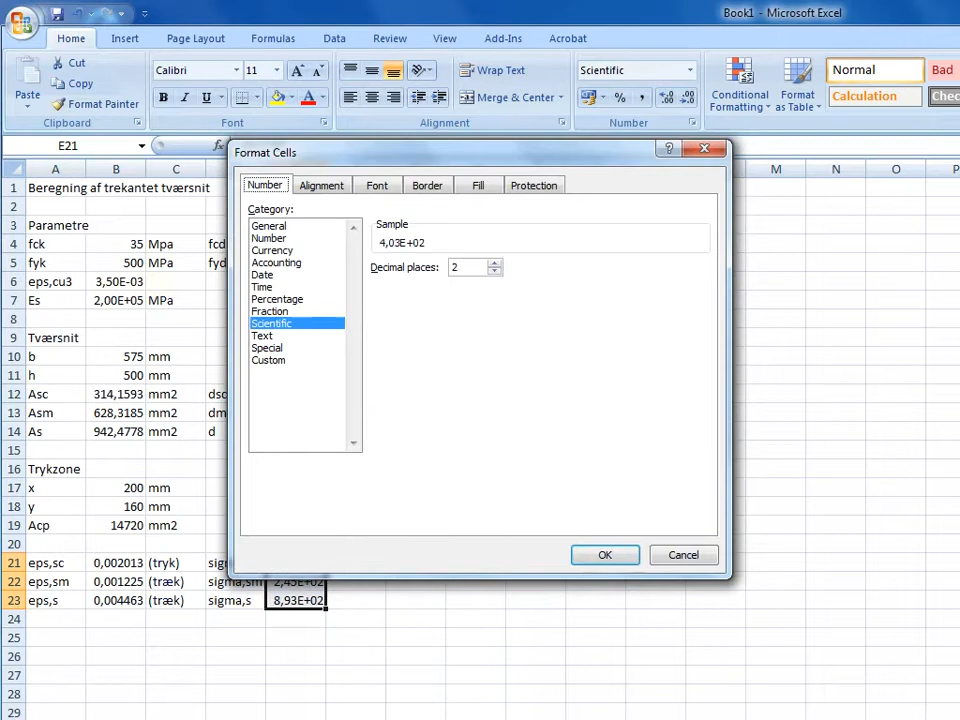 Book1 - Microsoft Excel
Home Insert Page Layout Formulas Data Review View Add-Ins Acrobat
Paste
Cut
Copy
Format Painter
Clipboard
Calibri 11
B I U
Font
Wrap Text
Merge & Center
Alignment
Scientific
%
Number
Conditional Formatting
Format as Table
Normal Bad
Calculation
E21
Format Cells
Number Alignment Font Border Fill Protection
Category:
General
Number
Currency
Accounting
Date
Time
Percentage
Fraction
Scientific
Text
Special
Custom
Sample
4,03E+02
Decimal places: 2
OK Cancel
A B C M N O P
1 Beregning af trekantet tværsnit
2
3 Parametre
4 fck 35 Mpa fcd
5 fyk 500 MPa fyd
6 eps,cu3 3,50E-03
7 Es 2,00E+05 MPa
8
9 Tværsnit
10 b 575 mm
11 h 500 mm
12 Asc 314,1593 mm2 dsc
13 Asm 628,3185 mm2 dm
14 As 942,4778 mm2 d
15
16 Trykzone
17 x 200 mm
18 y 160 mm
19 Acp 14720 mm2
20
21 eps,sc 0,002013 (tryk)
22 eps,sm 0,001225 (træk) sigma,sm 2,45E+02
23 eps,s 0,004463 (træk) sigma,s 8,93E+02
24
25
26
27
28
29